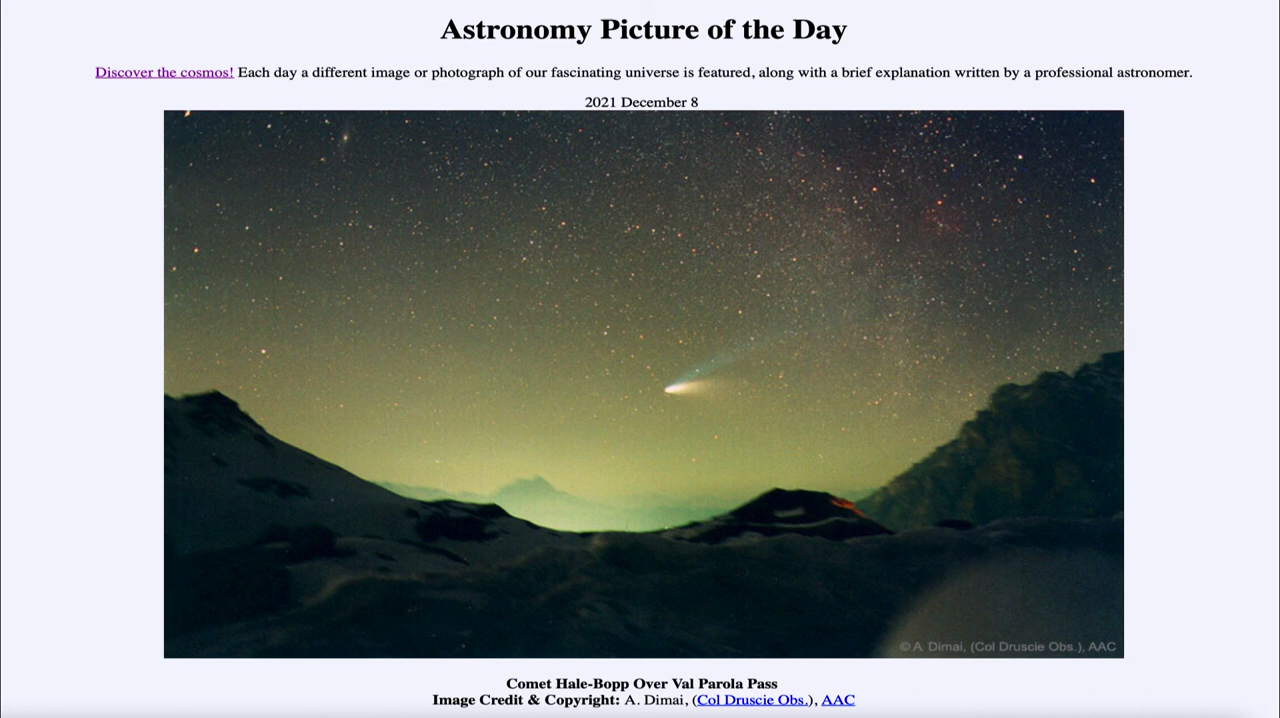 Astronomy Picture of the Day
Discover the cosmos! Each day a different image or photograph of our fascinating universe is featured, along with a brief explanation written by a professional astronomer.
2021 December 8
© A. Dimai, (Col Druscie Obs.), AAC
Comet Hale-Bopp Over Val Parola Pass
Image Credit & Copyright: A. Dimai, (Col Druscie Obs.), AAC